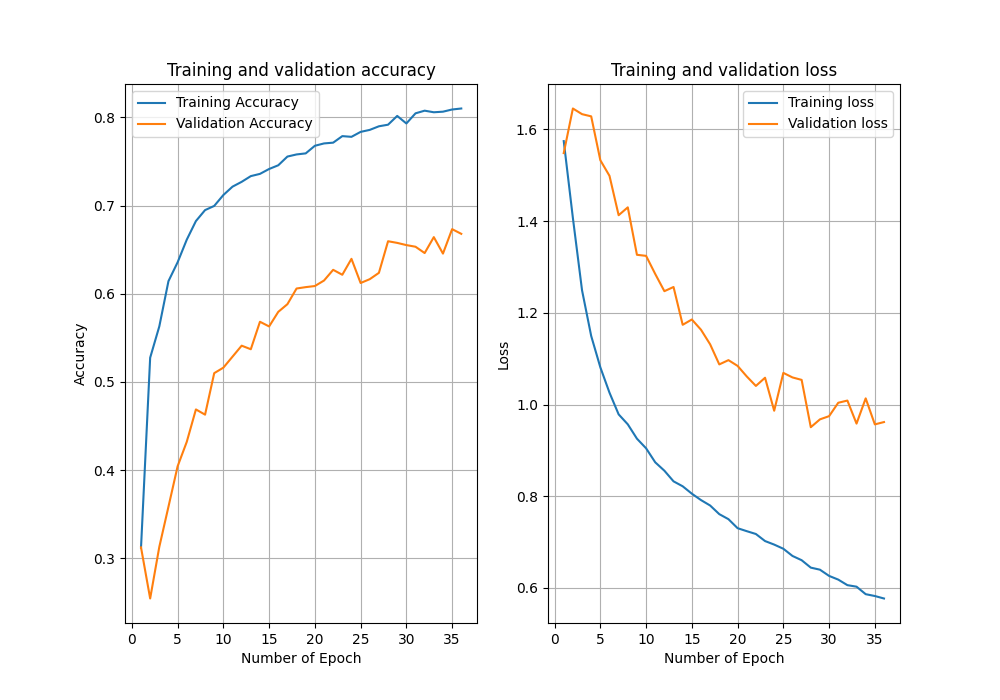 Training and validation accuracy
Training Accuracy
Validation Accuracy
0.8
0.7
0.6
0.5
0.4
0.3
Accuracy
0 5 10 15 20 25 30 35
Number of Epoch
Training and validation loss
Training loss
Validation loss
1.6
1.4
1.2
1.0
0.8
0.6
Loss
0 5 10 15 20 25 30 35
Number of Epoch